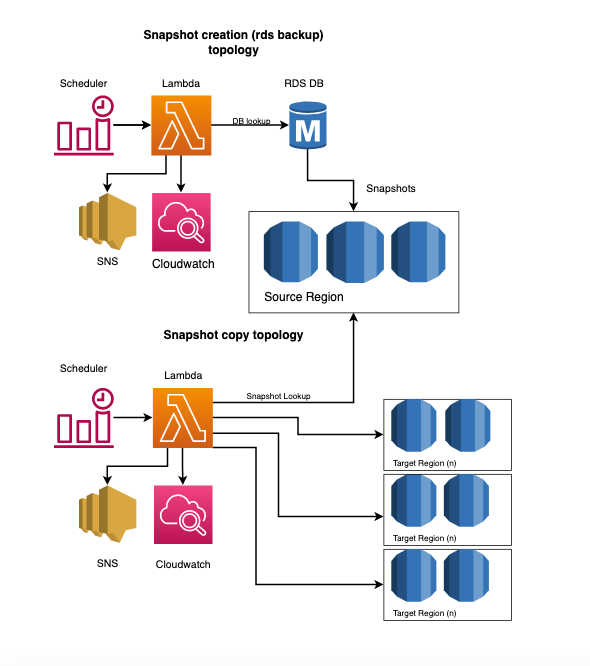 Snapshot creation (rds backup)
topology
Scheduler
Lambda
RDS DB
DB lookup
M
Snapshots
SNS
Cloudwatch
Source Region
Snapshot copy topology
Scheduler
Lambda
Snapshot Lookup
Target Region (n)
Target Region (n)
SNS
Cloudwatch
Target Region (n)